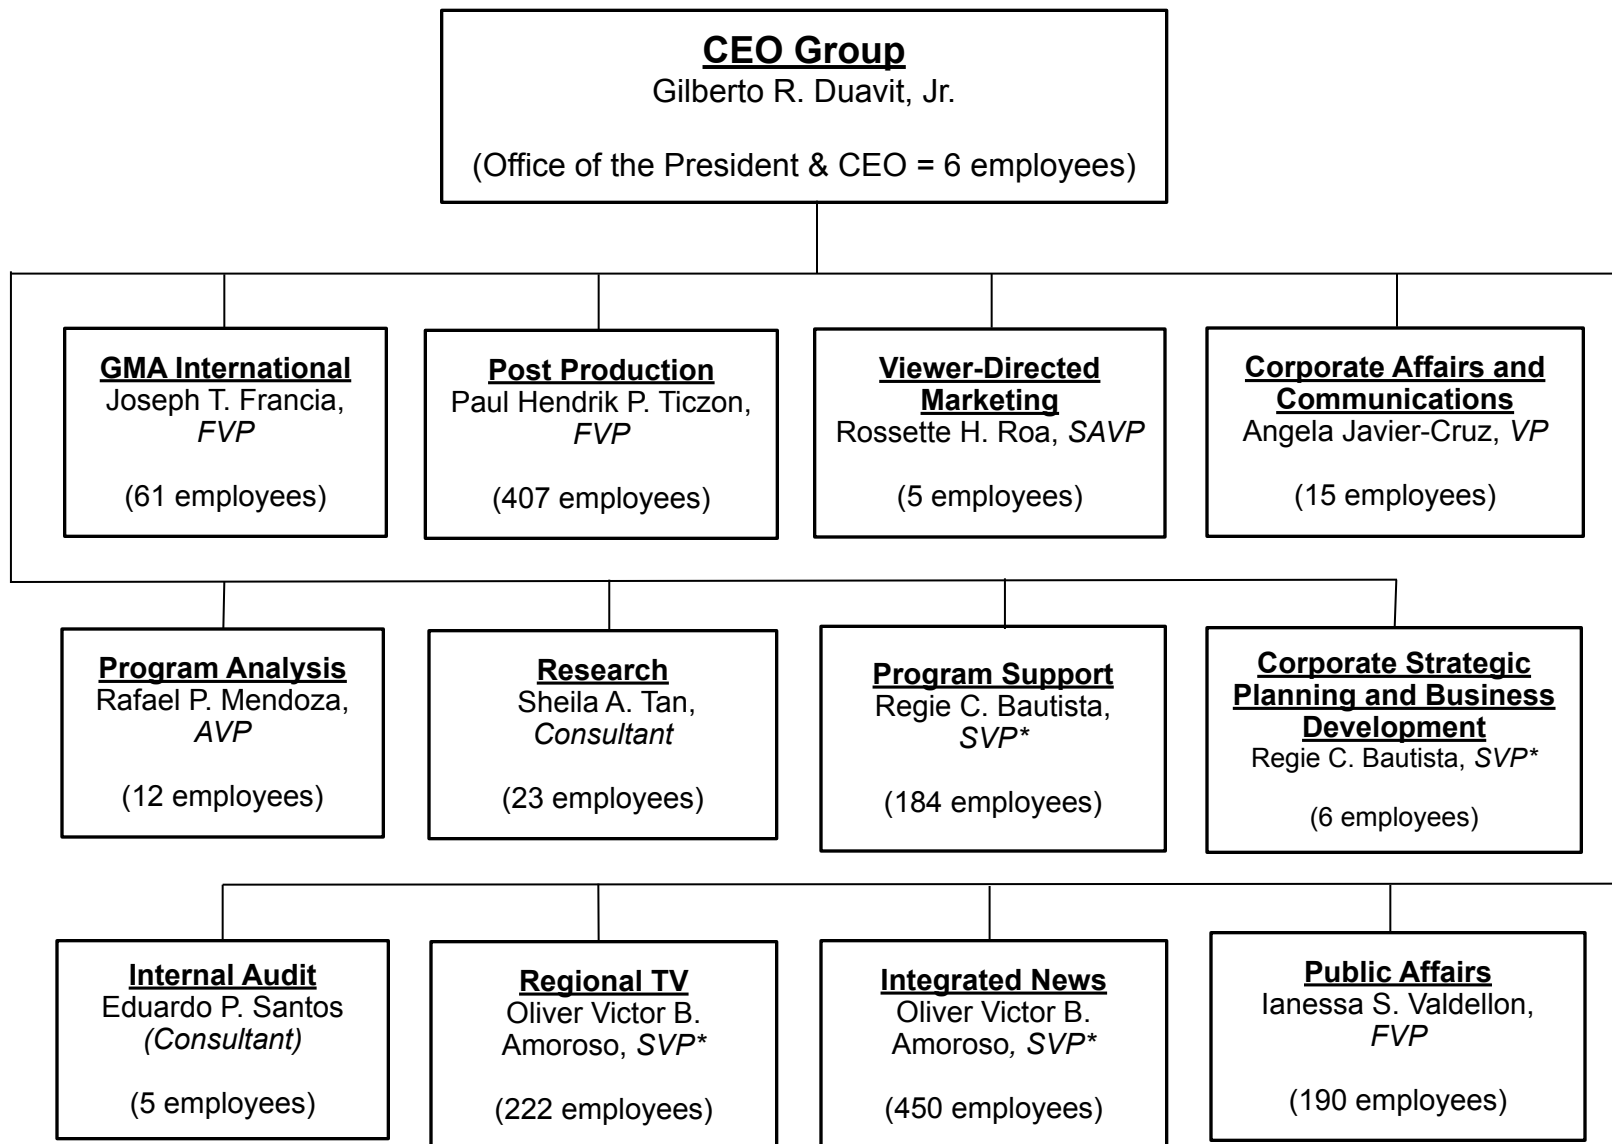 CEO Group
Gilberto R. Duavit, Jr.
(Office of the President & CEO = 6 employees)
GMA International
Joseph T. Francia,
FVP
(61 employees)
Post Production
Paul Hendrik P. Ticzon,
FVP
(407 employees)
Viewer-Directed
Marketing
Rossette H. Roa, SAVP
(5 employees)
Corporate Affairs and
Communications
Angela Javier-Cruz, VP
(15 employees)
Program Analysis
Rafael P. Mendoza,
AVP
(12 employees)
Research
Sheila A. Tan,
Consultant
(23 employees)
Program Support
Regie C. Bautista,
SVP*
(184 employees)
Corporate Strategic
Planning and Business
Development
Regie C. Bautista, SVP*
(6 employees)
Internal Audit
Eduardo P. Santos
(Consultant)
(5 employees)
Regional TV
Oliver Victor B.
Amoroso, SVP*
(222 employees)
Integrated News
Oliver Victor B.
Amoroso, SVP*
(450 employees)
Public Affairs
Ianessa S. Valdellon,
FVP
(190 employees)